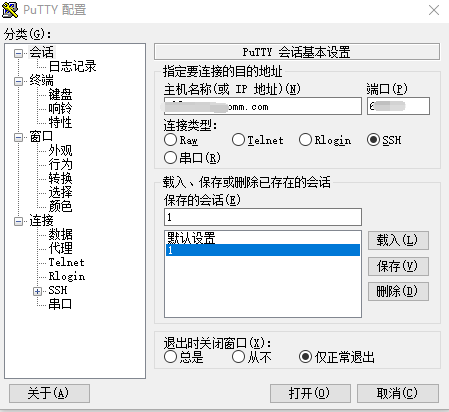 PuTTY 配置
分类(G):
会话
日志记录
终端
键盘
响铃
特性
窗口
外观
行为
转换
选择
颜色
连接
数据
代理
Telnet
Rlogin
SSH
串口
PuTTY 会话基本设置
指定要连接的目的地址
主机名称(或 IP 地址)(N) 端口(P)
omm.com 6
连接类型:
Raw Telnet Rlogin SSH
串口(R)
载入、保存或删除已存在的会话
保存的会话(E)
1
默认设置
1
载入(L)
保存(V)
删除(D)
退出时关闭窗口(X):
总是 从不 仅正常退出
关于(A) 打开(O) 取消(C)